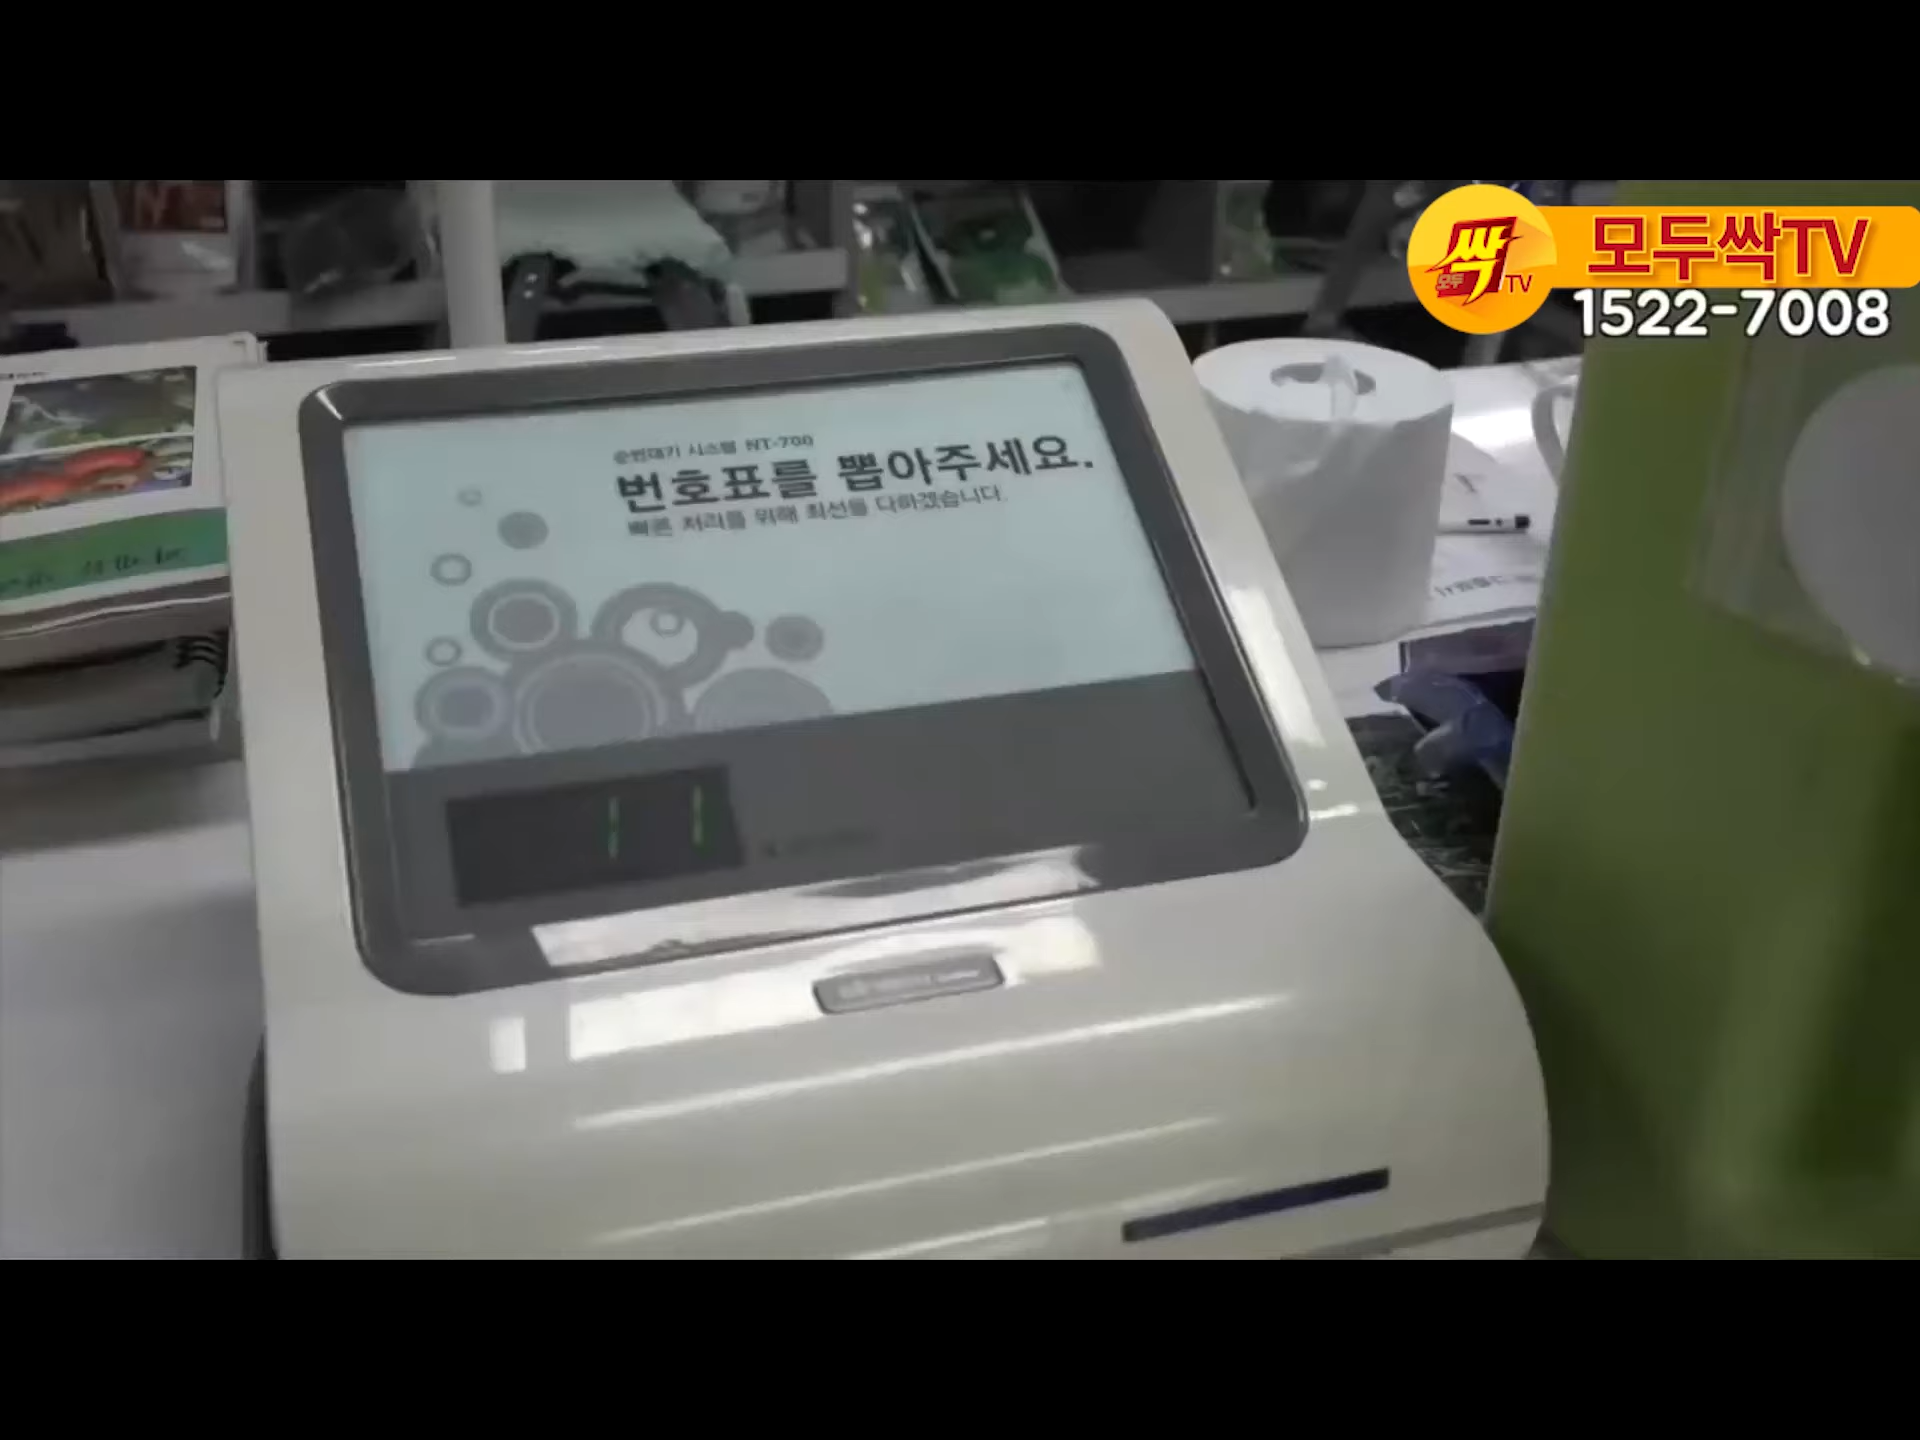 모두싹TV
싹
모두
TV
1522-7008
순번대기 시스템 NT-700
번호표를 뽑아주세요.
빠른 처리를 위해 최선을 다하겠습니다.
11